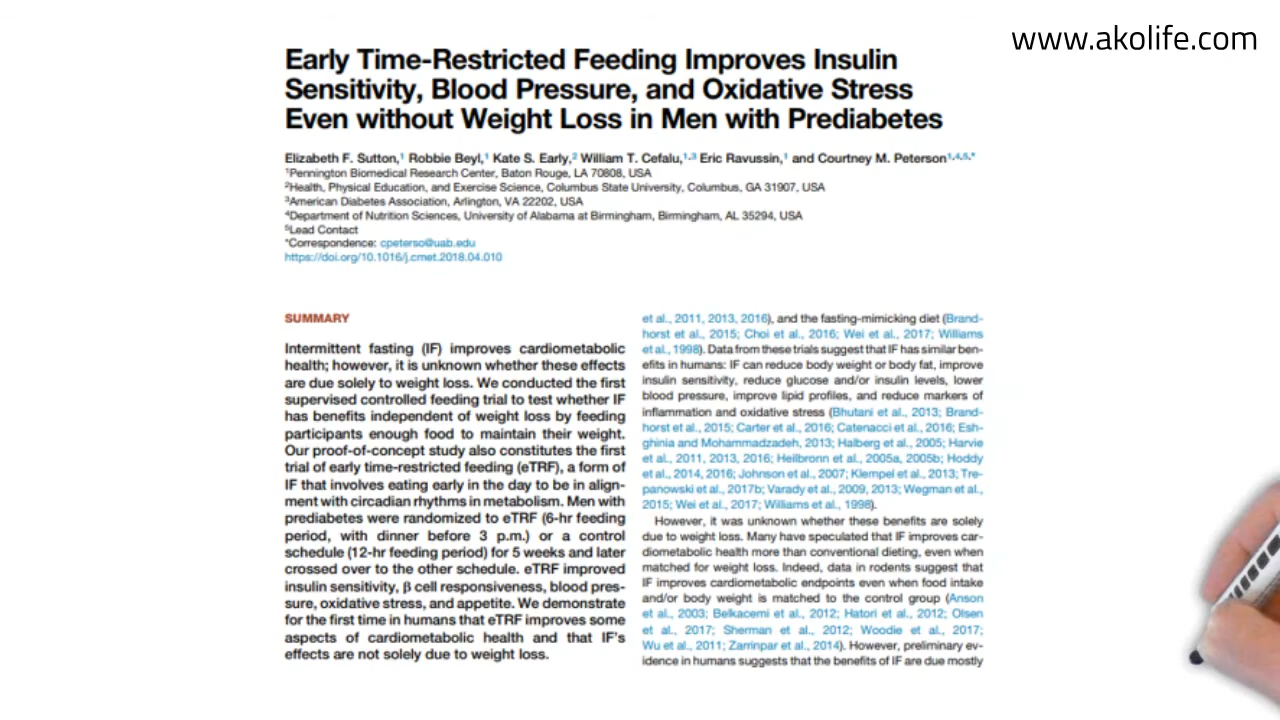 www.akolife.com
Early Time-Restricted Feeding Improves Insulin
Sensitivity, Blood Pressure, and Oxidative Stress
Even without Weight Loss in Men with Prediabetes
Elizabeth F. Sutton,1 Robbie Beyl,1 Kate S. Early,2 William T. Cefalu,1,3 Eric Ravussin,1 and Courtney M. Peterson1,4,5,*
1Pennington Biomedical Research Center, Baton Rouge, LA 70808, USA
2Health, Physical Education, and Exercise Science, Columbus State University, Columbus, GA 31907, USA
3American Diabetes Association, Arlington, VA 22202, USA
4Department of Nutrition Sciences, University of Alabama at Birmingham, Birmingham, AL 35294, USA
5Lead Contact
*Correspondence: cpeterso@uab.edu
https://doi.org/10.1016/j.cmet.2018.04.010
SUMMARY
Intermittent fasting (IF) improves cardiometabolic
health; however, it is unknown whether these effects
are due solely to weight loss. We conducted the first
supervised controlled feeding trial to test whether IF
has benefits independent of weight loss by feeding
participants enough food to maintain their weight.
Our proof-of-concept study also constitutes the first
trial of early time-restricted feeding (eTRF), a form of
IF that involves eating early in the day to be in align-
ment with circadian rhythms in metabolism. Men with
prediabetes were randomized to eTRF (6-hr feeding
period, with dinner before 3 p.m.) or a control
schedule (12-hr feeding period) for 5 weeks and later
crossed over to the other schedule. eTRF improved
insulin sensitivity, β cell responsiveness, blood pres-
sure, oxidative stress, and appetite. We demonstrate
for the first time in humans that eTRF improves some
aspects of cardiometabolic health and that IF's
effects are not solely due to weight loss.
et al., 2011, 2013, 2016), and the fasting-mimicking diet (Brand-
horst et al., 2015; Choi et al., 2016; Wei et al., 2017; Williams
et al., 1998). Data from these trials suggest that IF has similar ben-
efits in humans: IF can reduce body weight or body fat, improve
insulin sensitivity, reduce glucose and/or insulin levels, lower
blood pressure, improve lipid profiles, and reduce markers of
inflammation and oxidative stress (Bhutani et al., 2013; Brand-
horst et al., 2015; Carter et al., 2016; Catenacci et al., 2016; Esh-
ghinia and Mohammadzadeh, 2013; Halberg et al., 2005; Harvie
et al., 2011, 2013, 2016; Heilbronn et al., 2005a, 2005b; Hoddy
et al., 2014, 2016; Johnson et al., 2007; Klempel et al., 2013; Tre-
panowski et al., 2017b; Varady et al., 2009, 2013; Wegman et al.,
2015; Wei et al., 2017; Williams et al., 1998).
However, it was unknown whether these benefits are solely
due to weight loss. Many have speculated that IF improves car-
diometabolic health more than conventional dieting, even when
matched for weight loss. Indeed, data in rodents suggest that
IF improves cardiometabolic endpoints even when food intake
and/or body weight is matched to the control group (Anson
et al., 2003; Belkacemi et al., 2012; Hatori et al., 2012; Olsen
et al., 2017; Sherman et al., 2012; Woodie et al., 2017;
Wu et al., 2011; Zarrinpar et al., 2014). However, preliminary ev-
idence in humans suggests that the benefits of IF are due mostly